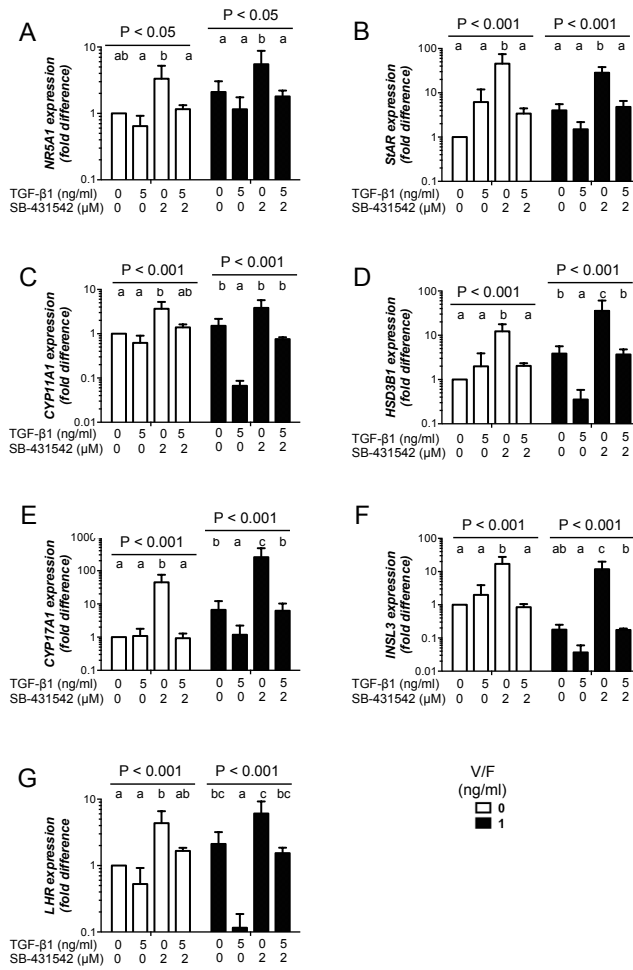 A
P < 0.05
P < 0.05
ab a b a a a b a
NR5A1 expression
(fold difference)
10
1
0.1
TGF-β1 (ng/ml) 0 5 0 5 0 5 0 5
SB-431542 (µM) 0 0 2 2 0 0 2 2
B
P < 0.001
P < 0.001
a a b a a a b a
StAR expression
(fold difference)
100
10
1
0.1
TGF-β1 (ng/ml) 0 5 0 5 0 5 0 5
SB-431542 (µM) 0 0 2 2 0 0 2 2
C
P < 0.001
P < 0.001
a a b ab b a b b
CYP11A1 expression
(fold difference)
10
1
0.1
0.01
TGF-β1 (ng/ml) 0 5 0 5 0 5 0 5
SB-431542 (µM) 0 0 2 2 0 0 2 2
D
P < 0.001
P < 0.001
a a b a b a c b
HSD3B1 expression
(fold difference)
100
10
1
0.1
TGF-β1 (ng/ml) 0 5 0 5 0 5 0 5
SB-431542 (µM) 0 0 2 2 0 0 2 2
E
P < 0.001
P < 0.001
a a b a b a c b
CYP17A1 expression
(fold difference)
1000
100
10
1
0.1
TGF-β1 (ng/ml) 0 5 0 5 0 5 0 5
SB-431542 (µM) 0 0 2 2 0 0 2 2
F
P < 0.001
P < 0.001
a a b a ab a c b
INSL3 expression
(fold difference)
100
10
1
0.1
0.01
TGF-β1 (ng/ml) 0 5 0 5 0 5 0 5
SB-431542 (µM) 0 0 2 2 0 0 2 2
G
P < 0.001
P < 0.001
a a b ab bc a c bc
LHR expression
(fold difference)
10
1
0.1
TGF-β1 (ng/ml) 0 5 0 5 0 5 0 5
SB-431542 (µM) 0 0 2 2 0 0 2 2
V/F
(ng/ml)
0
1